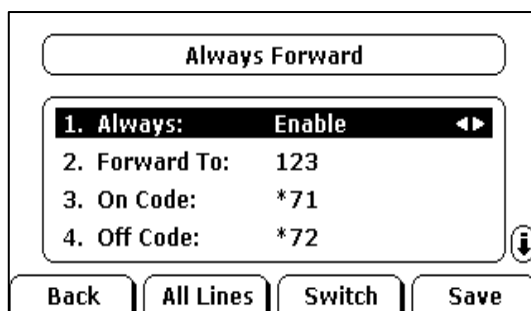 Always Forward
1. Always: Enable
2. Forward To: 123
3. On Code: *71
4. Off Code: *72
Back All Lines Switch Save